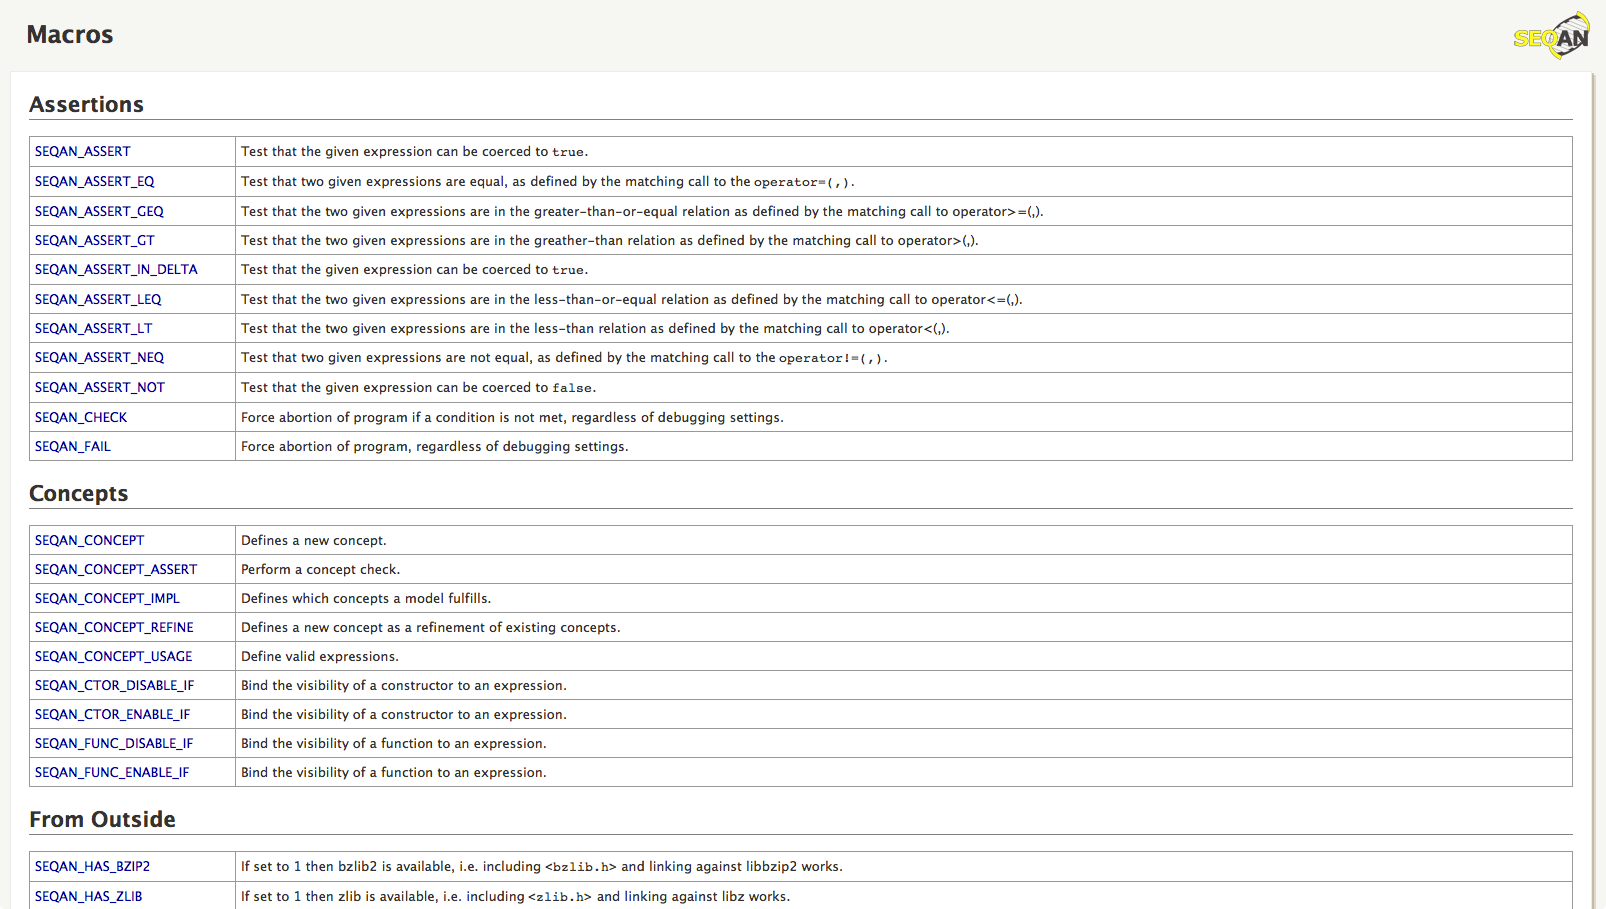 Macros
SEQAN
Assertions
SEQAN_ASSERT Test that the given expression can be coerced to true.
SEQAN_ASSERT_EQ Test that two given expressions are equal, as defined by the matching call to the operator=(,).
SEQAN_ASSERT_GEQ Test that the two given expressions are in the greater-than-or-equal relation as defined by the matching call to operator>=(,).
SEQAN_ASSERT_GT Test that the two given expressions are in the greather-than relation as defined by the matching call to operator>(,).
SEQAN_ASSERT_IN_DELTA Test that the given expression can be coerced to true.
SEQAN_ASSERT_LEQ Test that the two given expressions are in the less-than-or-equal relation as defined by the matching call to operator<=(,).
SEQAN_ASSERT_LT Test that the two given expressions are in the less-than relation as defined by the matching call to operator<(,).
SEQAN_ASSERT_NEQ Test that two given expressions are not equal, as defined by the matching call to the operator!=(,).
SEQAN_ASSERT_NOT Test that the given expression can be coerced to false.
SEQAN_CHECK Force abortion of program if a condition is not met, regardless of debugging settings.
SEQAN_FAIL Force abortion of program, regardless of debugging settings.
Concepts
SEQAN_CONCEPT Defines a new concept.
SEQAN_CONCEPT_ASSERT Perform a concept check.
SEQAN_CONCEPT_IMPL Defines which concepts a model fulfills.
SEQAN_CONCEPT_REFINE Defines a new concept as a refinement of existing concepts.
SEQAN_CONCEPT_USAGE Define valid expressions.
SEQAN_CTOR_DISABLE_IF Bind the visibility of a constructor to an expression.
SEQAN_CTOR_ENABLE_IF Bind the visibility of a constructor to an expression.
SEQAN_FUNC_DISABLE_IF Bind the visibility of a function to an expression.
SEQAN_FUNC_ENABLE_IF Bind the visibility of a function to an expression.
From Outside
SEQAN_HAS_BZIP2 If set to 1 then bzlib2 is available, i.e. including <bzlib.h> and linking against libbzip2 works.
SEQAN_HAS_ZLIB If set to 1 then zlib is available, i.e. including <zlib.h> and linking against libz works.